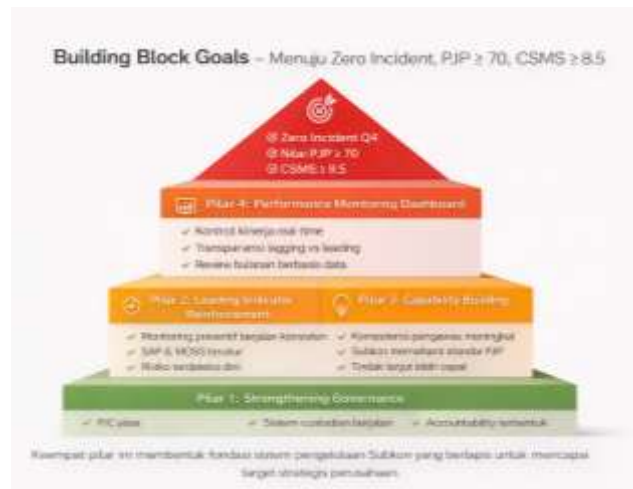 Building Block Goals – Menuju Zero Incident, PJP ≥ 70, CSMS ≥ 8.5
Zero Incident Q4
Nilai PJP ≥ 70
CSMS ≥ 8.5
Pilar 4: Performance Monitoring Dashboard
Kontrol kinerja real-time
Transparansi lagging vs leading
Review bulanan berbasis data
Pilar 2: Leading Indicator
Reinforcement
Pilar 3: Capability Building
Monitoring preventif berjalan konsisten
SAP & MOSS terukur
Risiko terdeteksi dini
Kompetensi pengawas meningkat
Subkon memahami standar PJP
Tindak lanjut lebih cepat
Pilar 1: Strengthening Governance
PIC jelas
Sistem custodian berjalan
Accountability terbentuk
Keempat pilar ini membentuk fondasi sistem pengelolaan Subkon yang berlapis untuk mencapai
target strategis perusahaan.